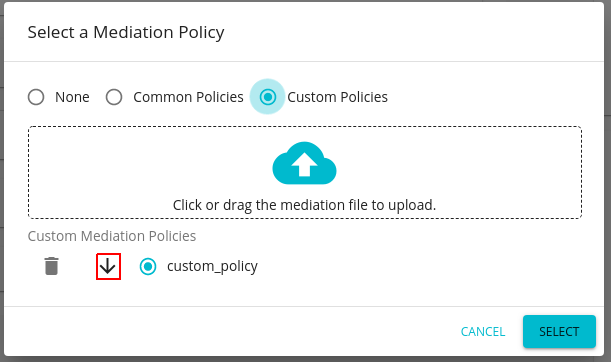 Select a Mediation Policy
None Common Policies Custom Policies
Click or drag the mediation file to upload.
Custom Mediation Policies
custom_policy
CANCEL SELECT